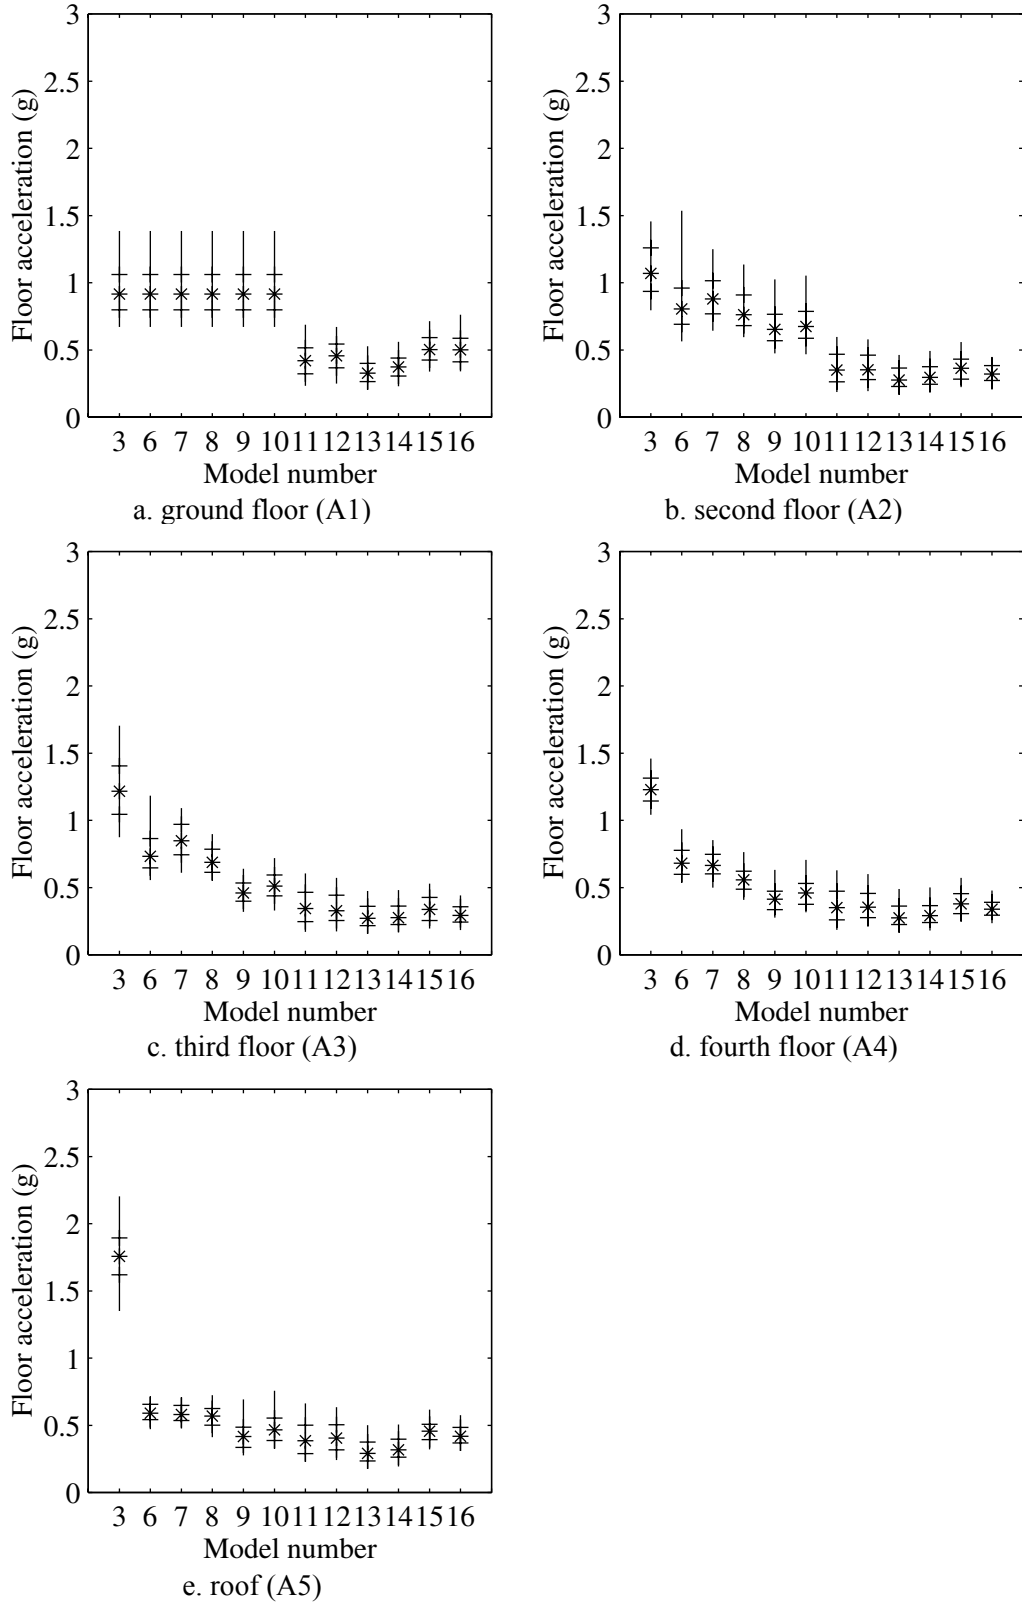 3
2.5
2
1.5
1
0.5
0
Floor acceleration (g)
3 6 7 8 9 10 11 12 13 14 15 16
Model number
a. ground floor (A1)
3
2.5
2
1.5
1
0.5
0
Floor acceleration (g)
3 6 7 8 9 10 11 12 13 14 15 16
Model number
b. second floor (A2)
3
2.5
2
1.5
1
0.5
0
Floor acceleration (g)
3 6 7 8 9 10 11 12 13 14 15 16
Model number
c. third floor (A3)
3
2.5
2
1.5
1
0.5
0
Floor acceleration (g)
3 6 7 8 9 10 11 12 13 14 15 16
Model number
d. fourth floor (A4)
3
2.5
2
1.5
1
0.5
0
Floor acceleration (g)
3 6 7 8 9 10 11 12 13 14 15 16
Model number
e. roof (A5)